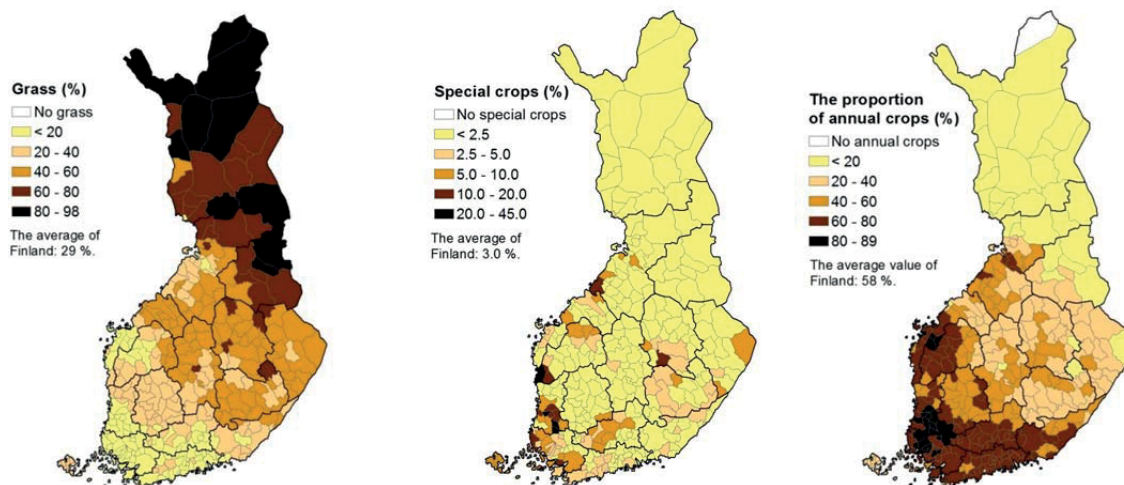 Grass (%)
No grass
< 20
20 - 40
40 - 60
60 - 80
80 - 98
The average of
Finland: 29 %.
Special crops (%)
No special crops
< 2.5
2.5 - 5.0
5.0 - 10.0
10.0 - 20.0
20.0 - 45.0
The average of
Finland: 3.0 %.
The proportion
of annual crops (%)
No annual crops
< 20
20 - 40
40 - 60
60 - 80
80 - 89
The average value of
Finland: 58 %.